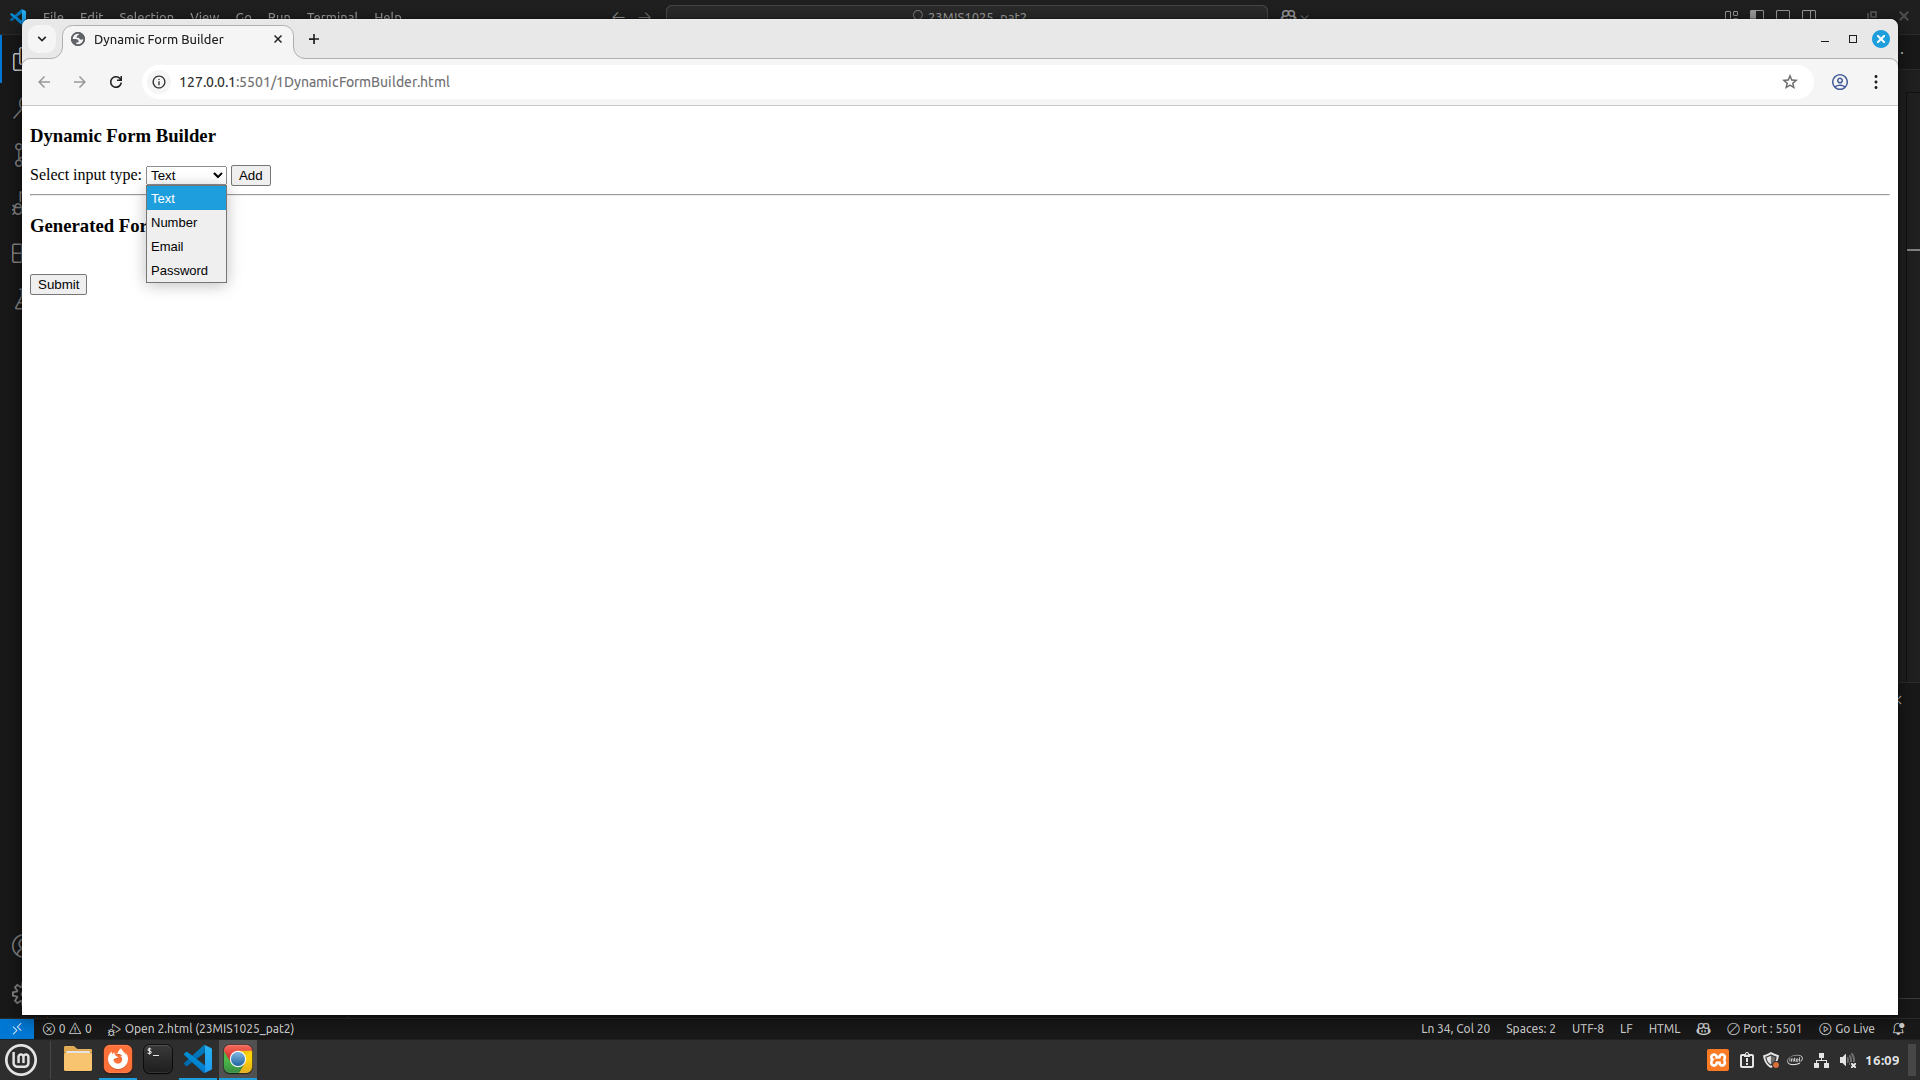 File Edit Selection View Go Run Terminal Help
23MIS1025_pat2
Dynamic Form Builder
127.0.0.1:5501/1DynamicFormBuilder.html
Dynamic Form Builder
Select input type: Text Add
Text
Generated For
Number
Email
Password
Submit
0 0 Open 2.html (23MIS1025_pat2) Ln 34, Col 20 Spaces: 2 UTF-8 LF HTML Port : 5501 Go Live
16:09